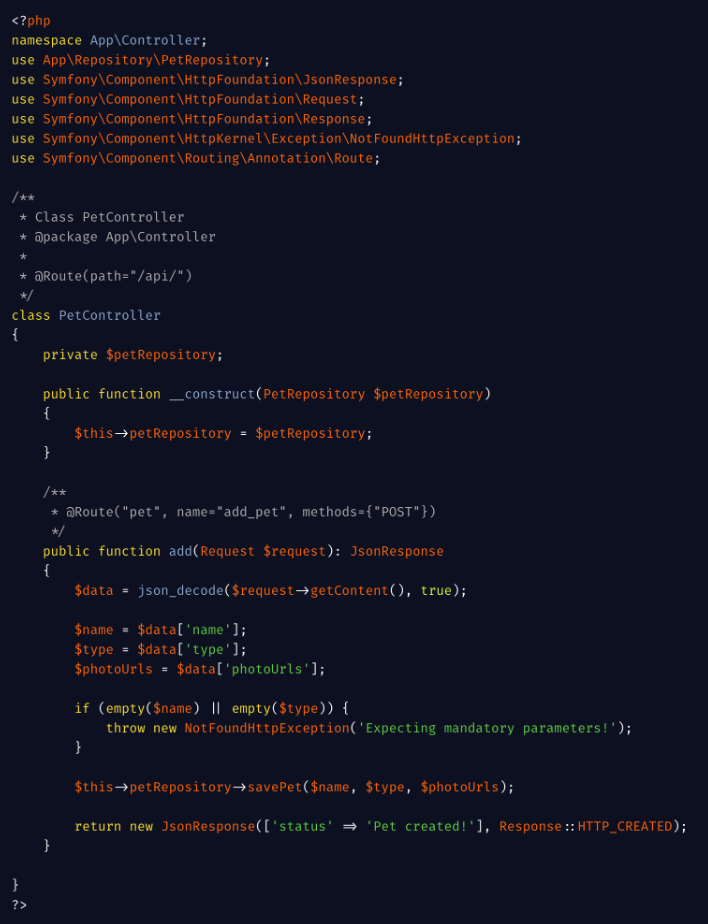 <?php
namespace App\Controller;
use App\Repository\PetRepository;
use Symfony\Component\HttpFoundation\JsonResponse;
use Symfony\Component\HttpFoundation\Request;
use Symfony\Component\HttpFoundation\Response;
use Symfony\Component\HttpKernel\Exception\NotFoundHttpException;
use Symfony\Component\Routing\Annotation\Route;

/**
 * Class PetController
 * @package App\Controller
 *
 * @Route(path="/api/")
 */
class PetController
{
    private $petRepository;

    public function __construct(PetRepository $petRepository)
    {
        $this->petRepository = $petRepository;
    }

    /**
     * @Route("pet", name="add_pet", methods={"POST"})
     */
    public function add(Request $request): JsonResponse
    {
        $data = json_decode($request->getContent(), true);

        $name = $data['name'];
        $type = $data['type'];
        $photoUrls = $data['photoUrls'];

        if (empty($name) || empty($type)) {
            throw new NotFoundHttpException('Expecting mandatory parameters!');
        }

        $this->petRepository->savePet($name, $type, $photoUrls);

        return new JsonResponse(['status' => 'Pet created!'], Response::HTTP_CREATED);
    }

}
?>